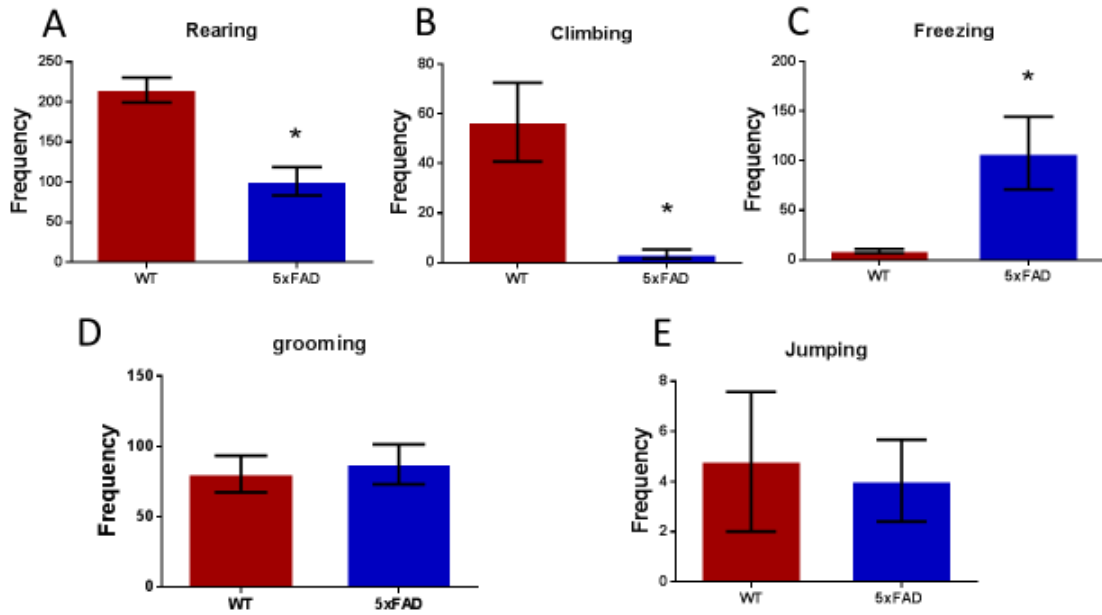 A
Rearing
250
200
150
100
50
0
Frequency
*
WT
5xFAD
B
Climbing
80
60
40
20
0
Frequency
*
WT
5xFAD
C
Freezing
200
150
100
50
0
Frequency
*
WT
5xFAD
D
grooming
150
100
50
0
Frequency
WT
5xFAD
E
Jumping
8
6
4
2
0
Frequency
WT
5xFAD